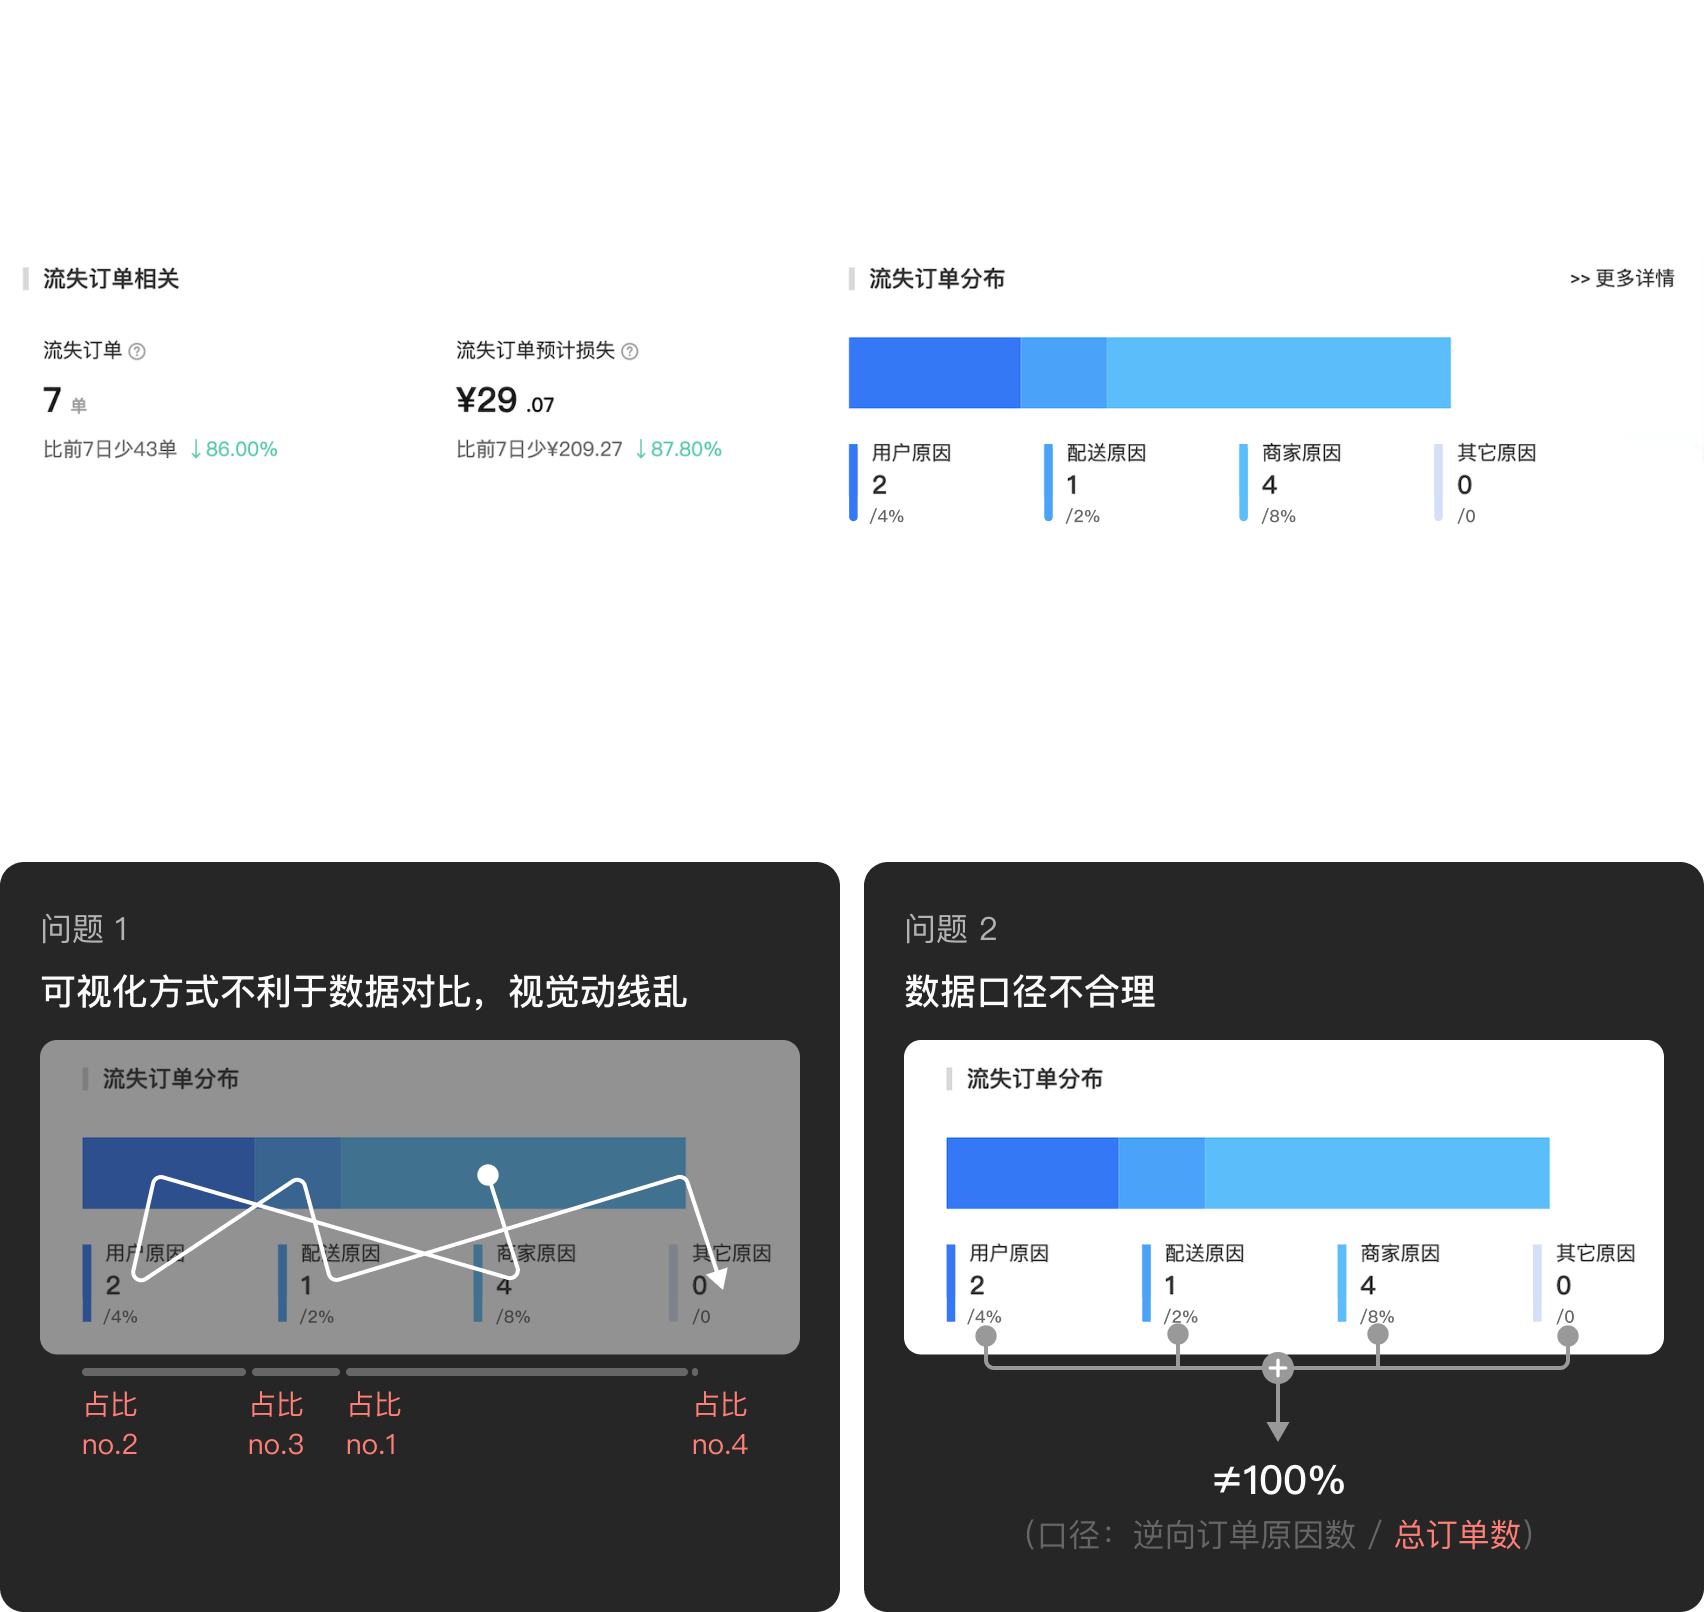 流失订单相关
流失订单 ?
7 单
比前7日少43单 ↓86.00%
流失订单预计损失 ?
¥29 .07
比前7日少¥209.27 ↓87.80%
流失订单分布
>> 更多详情
用户原因 配送原因 商家原因 其它原因
2 1 4 0
/4% /2% /8% /0
问题 1
可视化方式不利于数据对比，视觉动线乱
流失订单分布
用户原因 配送原因 商家原因 其它原因
2 1 4 0
/4% /2% /8% /0
占比 占比 占比 占比
no.2 no.3 no.1 no.4
问题 2
数据口径不合理
流失订单分布
用户原因 配送原因 商家原因 其它原因
2 1 4 0
/4% /2% /8% /0
≠100%
（口径：逆向订单原因数 / 总订单数）